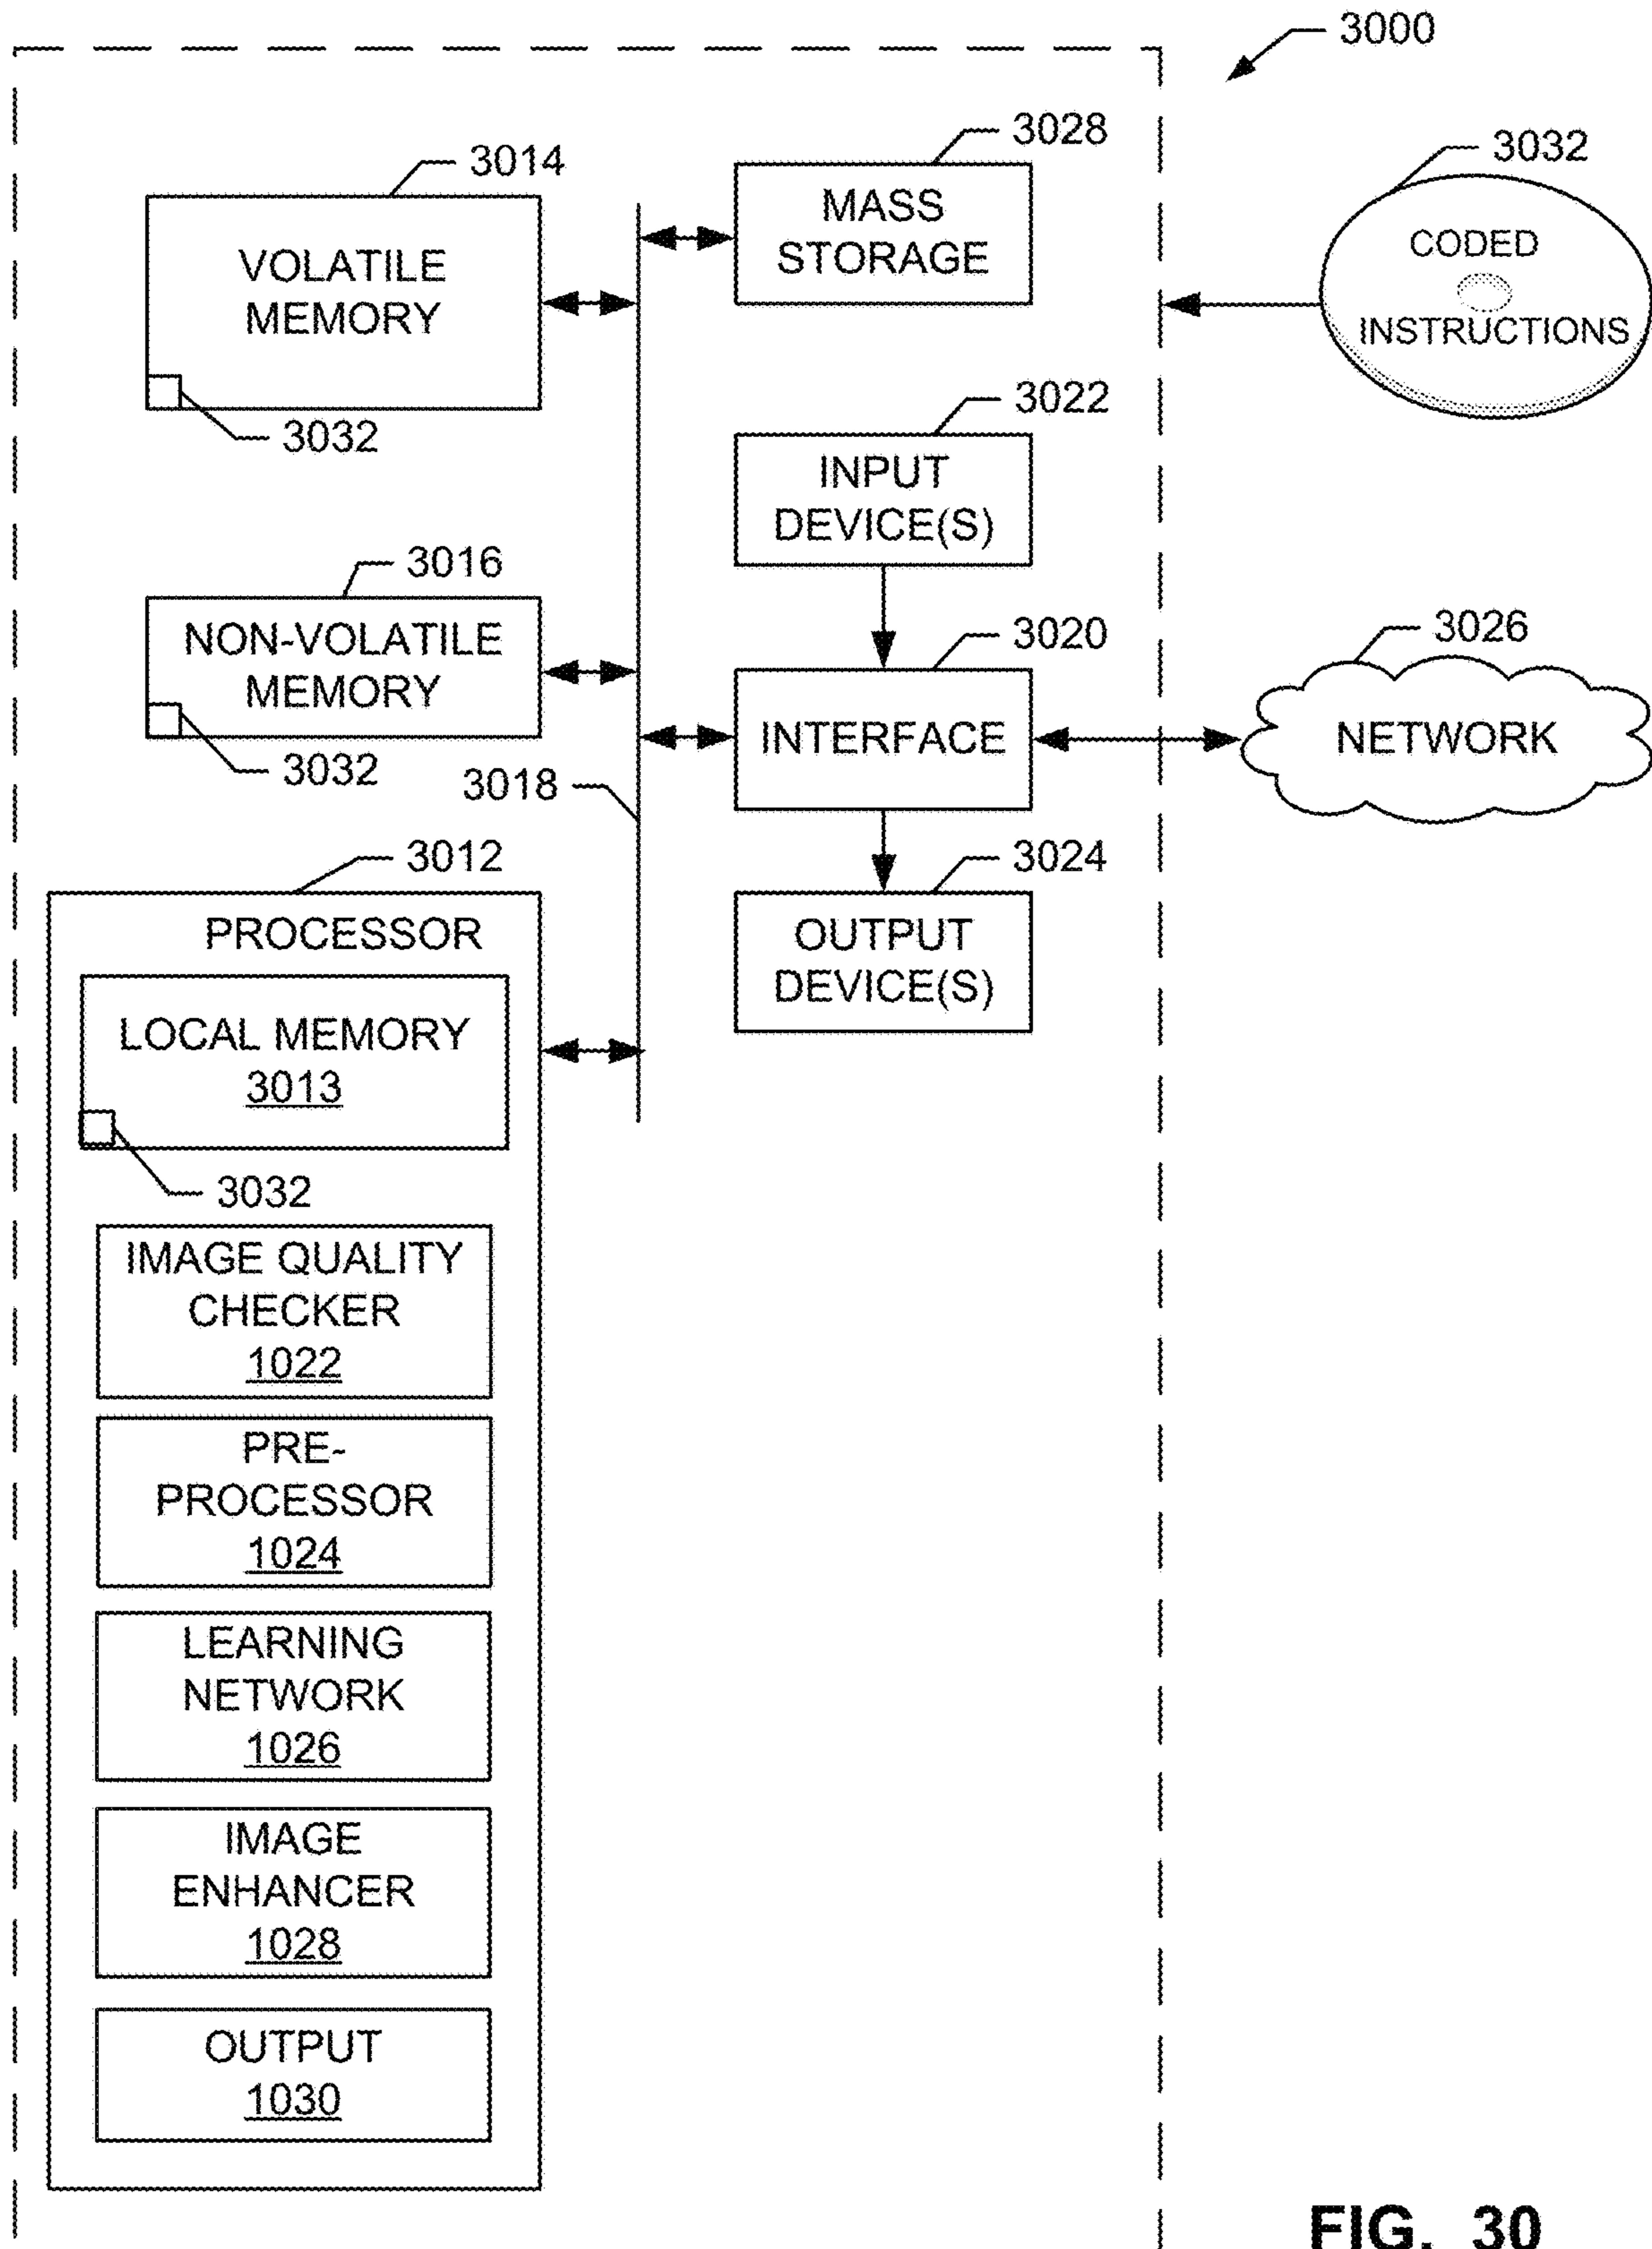 3000
3014
VOLATILE
MEMORY
3032
3028
MASS
STORAGE
3032
CODED
INSTRUCTIONS
3022
INPUT
DEVICE(S)
3016
NON-VOLATILE
MEMORY
3032
3018
3020
INTERFACE
3026
NETWORK
3024
OUTPUT
DEVICE(S)
3012
PROCESSOR
LOCAL MEMORY
3013
3032
IMAGE QUALITY
CHECKER
1022
PRE-
PROCESSOR
1024
LEARNING
NETWORK
1026
IMAGE
ENHANCER
1028
OUTPUT
1030
FIG. 30